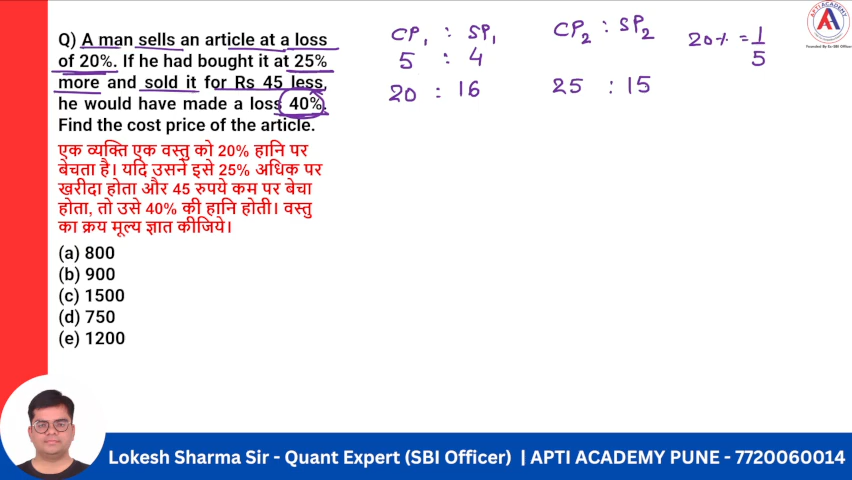 Q) A man sells an article at a loss
of 20%. If he had bought it at 25%
more and sold it for Rs 45 less,
he would have made a loss 40%.
Find the cost price of the article.
एक व्यक्ति एक वस्तु को 20% हानि पर
बेचता है। यदि उसने इसे 25% अधिक पर
खरीदा होता और 45 रुपये कम पर बेचा
होता, तो उसे 40% की हानि होती। वस्तु
का क्रय मूल्य ज्ञात कीजिये।
(a) 800
(b) 900
(c) 1500
(d) 750
(e) 1200
CP₁ : SP₁
5 : 4
20 : 16
CP₂ : SP₂
25 : 15
20% = 1/5
APTI ACADEMY
Lokesh Sharma Sir - Quant Expert (SBI Officer) | APTI ACADEMY PUNE - 7720060014